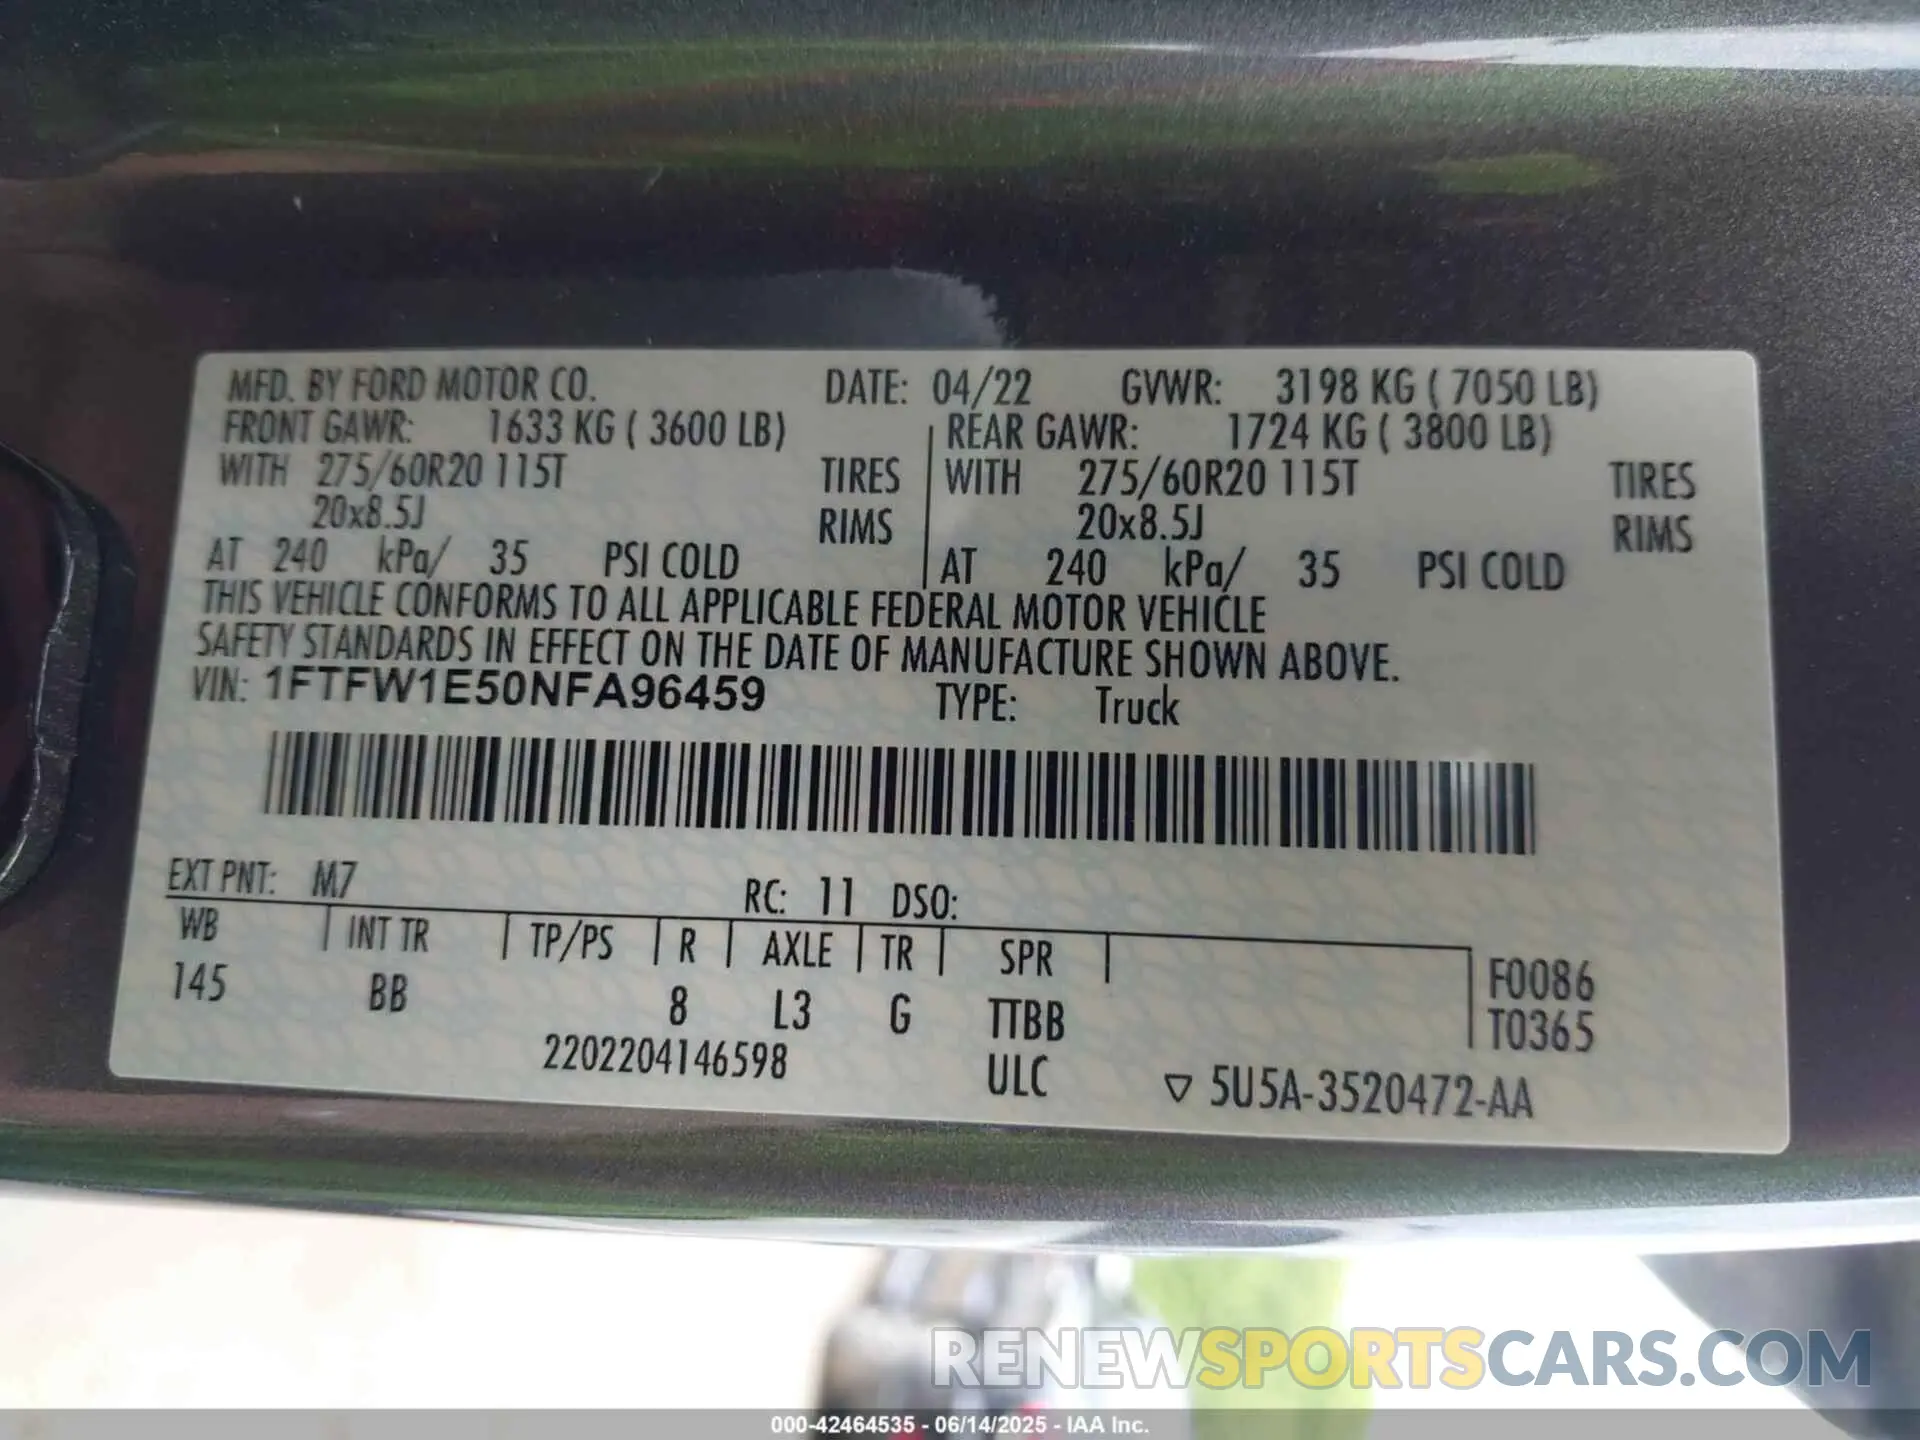 MFD. BY FORD MOTOR CO. DATE: 04/22 GVWR: 3198 KG ( 7050 LB)
FRONT GAWR: 1633 KG ( 3600 LB) REAR GAWR: 1724 KG ( 3800 LB)
WITH 275/60R20 115T TIRES WITH 275/60R20 115T TIRES
20x8.5J RIMS 20x8.5J RIMS
AT 240 kPa/ 35 PSI COLD AT 240 kPa/ 35 PSI COLD
THIS VEHICLE CONFORMS TO ALL APPLICABLE FEDERAL MOTOR VEHICLE
SAFETY STANDARDS IN EFFECT ON THE DATE OF MANUFACTURE SHOWN ABOVE.
VIN: 1FTFW1E50NFA96459 TYPE: Truck
EXT PNT: M7 RC: 11 DSO:
WB INT TR TP/PS R AXLE TR SPR F0086
145 BB 8 L3 G TTBB T0365
2202204146598 ULC ▽ 5U5A-3520472-AA
RENEWSPORTSCARS.COM
000-42464535 - 06/14/2025 - IAA Inc.